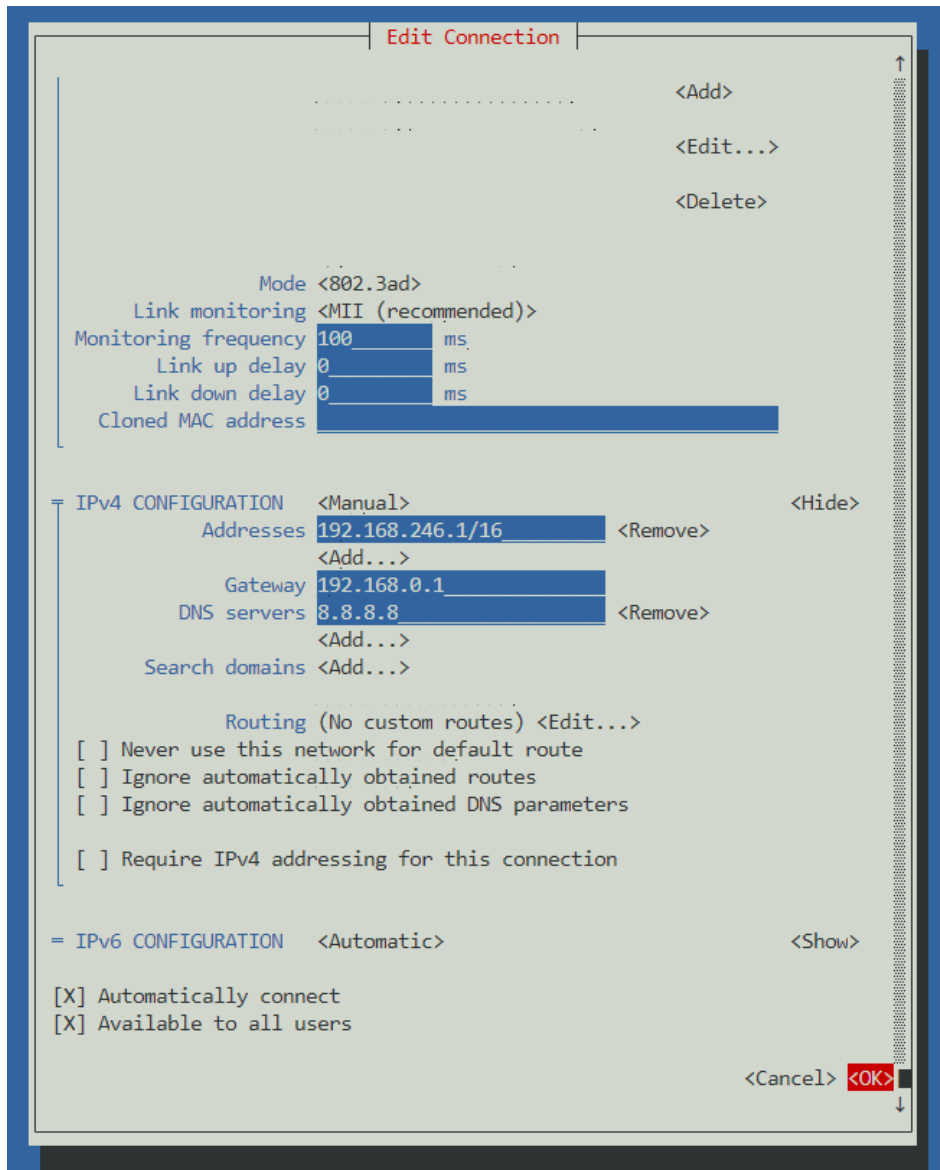 Edit Connection
<Add>
<Edit...>
<Delete>
Mode <802.3ad>
Link monitoring <MII (recommended)>
Monitoring frequency 100 ms
Link up delay 0 ms
Link down delay 0 ms
Cloned MAC address
IPv4 CONFIGURATION <Manual> <Hide>
Addresses 192.168.246.1/16 <Remove>
<Add...>
Gateway 192.168.0.1
DNS servers 8.8.8.8 <Remove>
<Add...>
Search domains <Add...>
Routing (No custom routes) <Edit...>
[ ] Never use this network for default route
[ ] Ignore automatically obtained routes
[ ] Ignore automatically obtained DNS parameters
[ ] Require IPv4 addressing for this connection
IPv6 CONFIGURATION <Automatic> <Show>
[X] Automatically connect
[X] Available to all users
<Cancel> <OK>